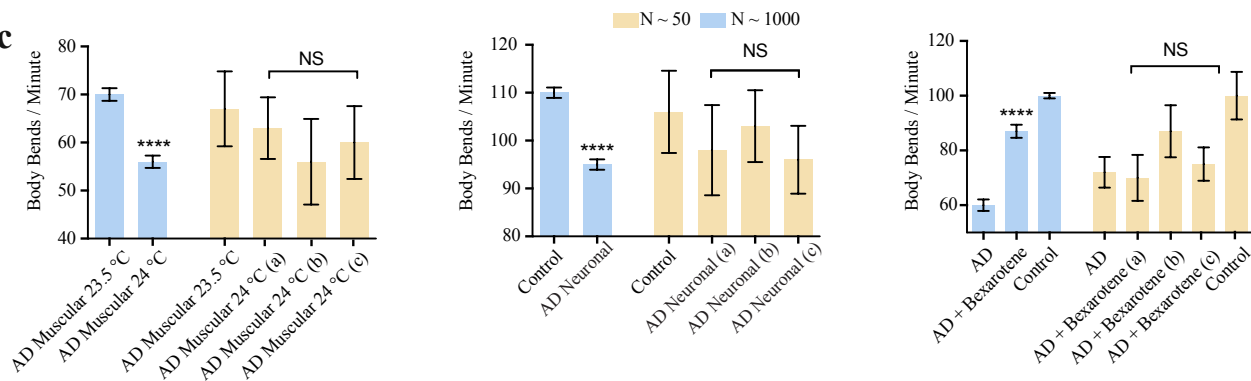 c
N ~ 50
N ~ 1000
Body Bends / Minute
80
70
60
50
40
****
NS
AD Muscular 23.5 °C
AD Muscular 24 °C
AD Muscular 23.5 °C
AD Muscular 24 °C (a)
AD Muscular 24 °C (b)
AD Muscular 24 °C (c)
Body Bends / Minute
120
110
100
90
80
****
NS
Control
AD Neuronal
Control
AD Neuronal (a)
AD Neuronal (b)
AD Neuronal (c)
Body Bends / Minute
120
100
80
60
****
NS
AD
AD + Bexarotene
Control
AD
AD + Bexarotene (a)
AD + Bexarotene (b)
AD + Bexarotene (c)
Control